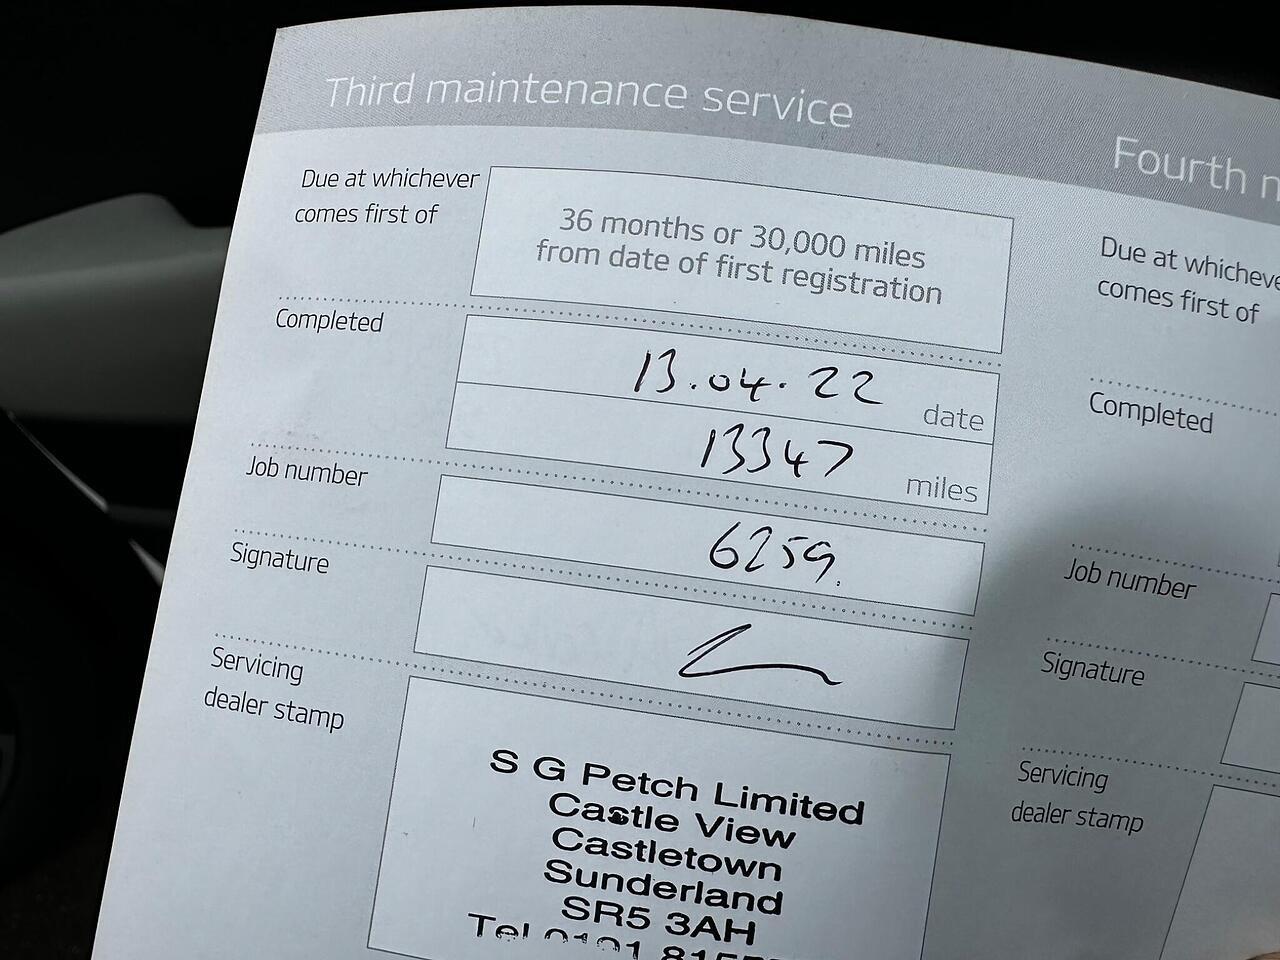 Third maintenance service
Due at whichever
comes first of
36 months or 30,000 miles
from date of first registration
Completed
13.04.22
date
13347
miles
Job number
6259.
Signature
Servicing
dealer stamp
S G Petch Limited
Castle View
Castletown
Sunderland
SR5 3AH
Tel
Fourth
Due at whicheve
comes first of
Completed
Job number
Signature
Servicing
dealer stamp